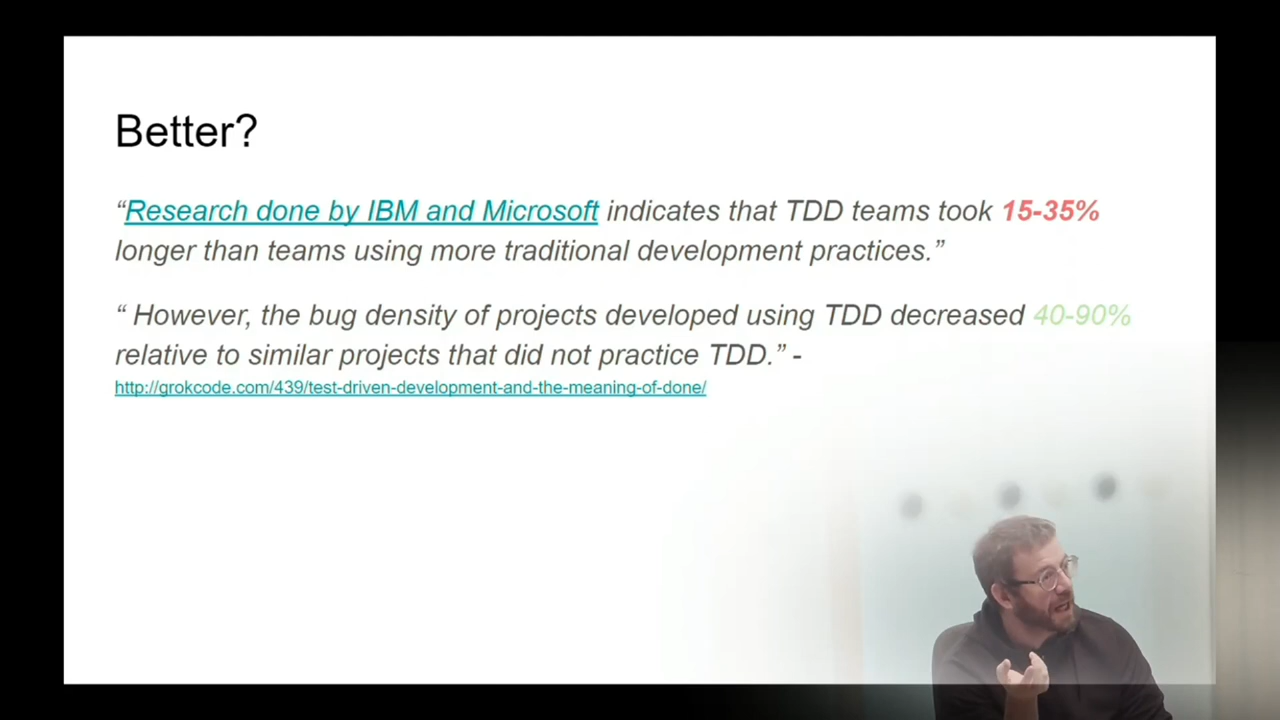 Better?
“Research done by IBM and Microsoft indicates that TDD teams took 15-35%
longer than teams using more traditional development practices.”
“ However, the bug density of projects developed using TDD decreased 40-90%
relative to similar projects that did not practice TDD.” -
http://grokcode.com/439/test-driven-development-and-the-meaning-of-done/